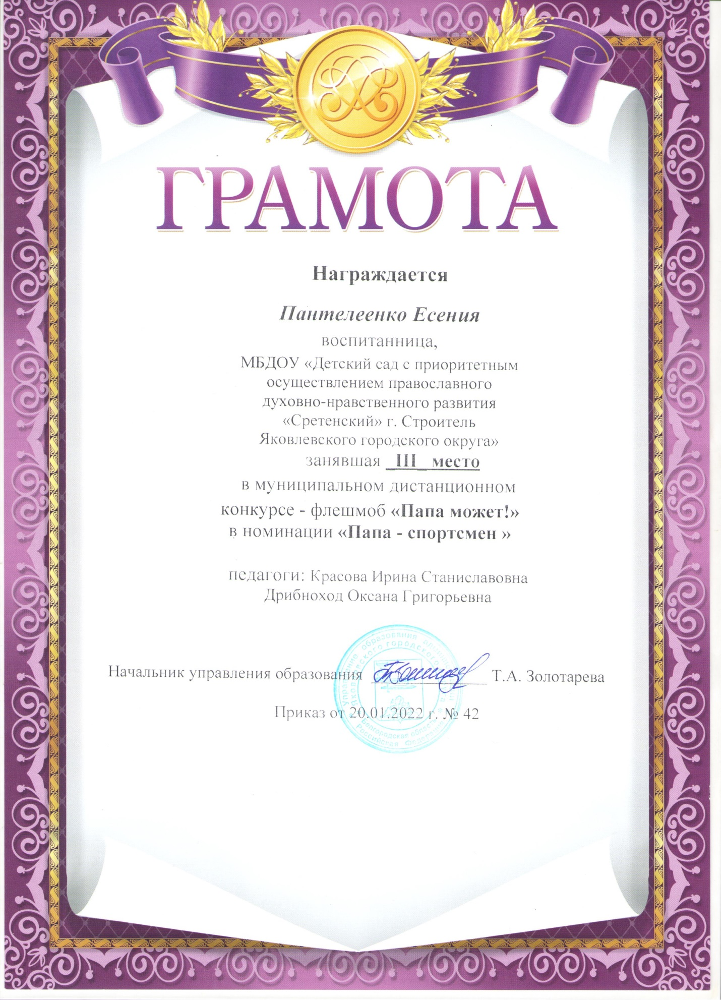 ГРАМОТА
Награждается
Пантелеенко Есения
воспитанница,
МБДОУ «Детский сад с приоритетным
осуществлением православного
духовно-нравственного развития
«Сретенский» г. Строитель
Яковлевского городского округа»
занявшая _III_ место
в муниципальном дистанционном
конкурсе - флешмоб «Папа может!»
в номинации «Папа - спортсмен »
педагоги: Красова Ирина Станиславовна
Дрибноход Оксана Григорьевна
Начальник управления образования ______________ Т.А. Золотарева
Приказ от 20.01.2022 г. № 42
Управление образования администрации
Яковлевского городского округа
Белгородская область
Российская Федерация